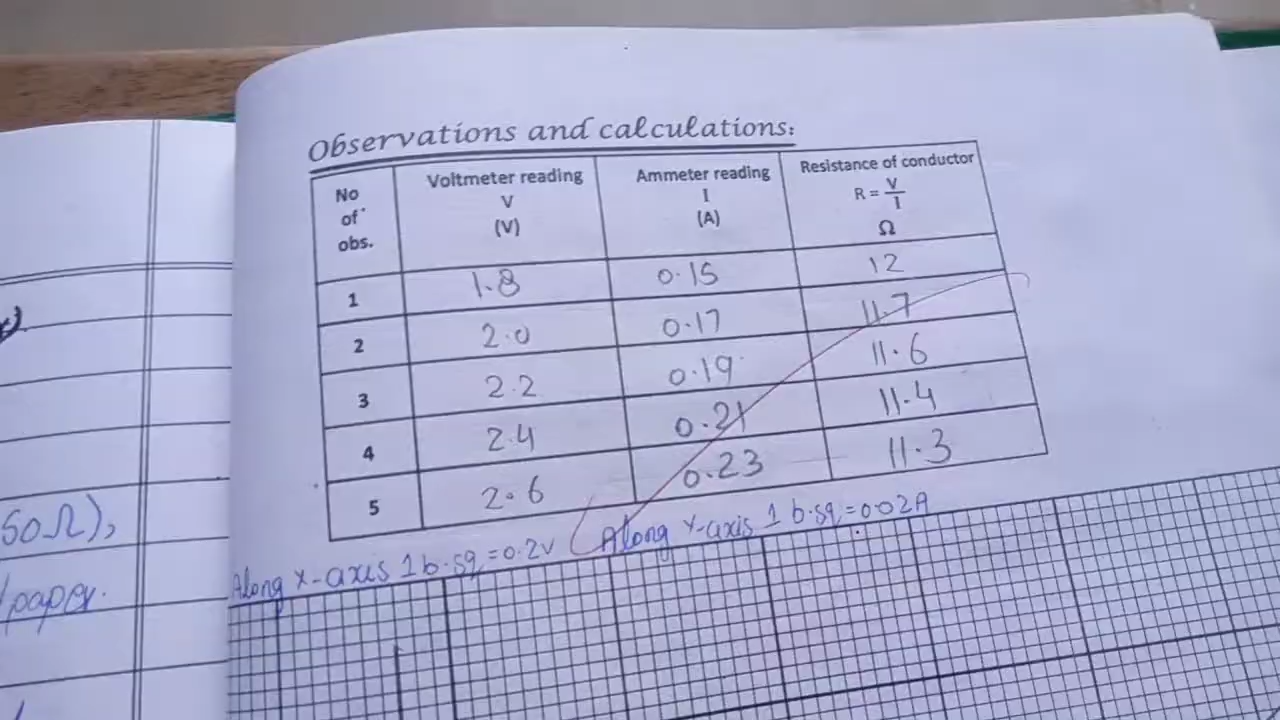 Observations and calculations:
No of obs.
Voltmeter reading V (V)
Ammeter reading I (A)
Resistance of conductor R = V/I Ω
1 1.8 0.15 12
2 2.0 0.17 11.7
3 2.2 0.19 11.6
4 2.4 0.21 11.4
5 2.6 0.23 11.3
Along x-axis 1 b.sq = 0.2v
Along Y-axis 1 b.sq = 0.02A
50Ω),
paper.